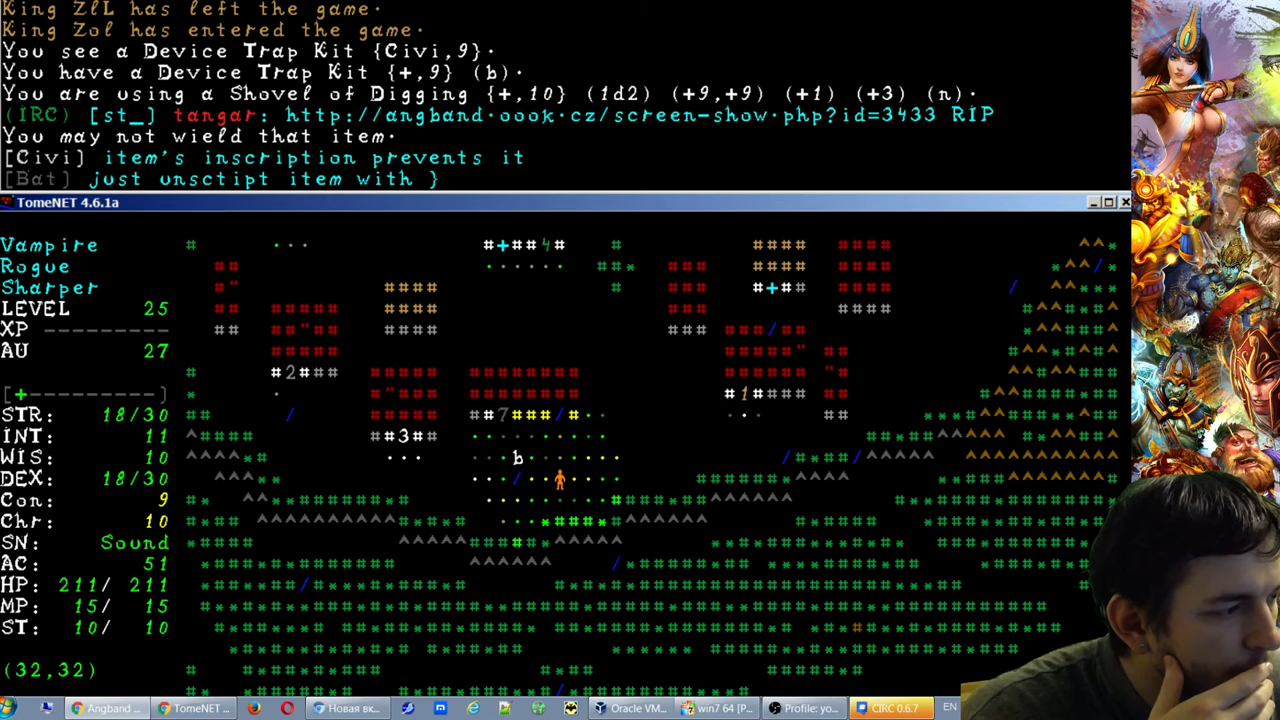 King ZlL has left the game.
King Zol has entered the game.
You see a Device Trap Kit {Civi,9}.
You have a Device Trap Kit {+,9} (b).
You are using a Shovel of Digging {+,10} (1d2) (+9,+9) (+1) (+3) (n).
(IRC) [st_] tangar: http://angband.oook.cz/screen-show.php?id=3433 RIP
You may not wield that item.
[Civi] item's inscription prevents it
[Bat] just unsctipt item with }
TomeNET 4.6.1a
Vampire
Rogue
Sharper
LEVEL 25
XP ----------
AU 27
[+----------]
STR: 18/30
INT: 11
WIS: 10
DEX: 18/30
Con: 9
Chr: 10
SN: Sound
AC: 51
HP: 211/ 211
MP: 15/ 15
ST: 10/ 10
(32,32)
Angband ...
TomeNET ...
Новая вк...
Oracle VM...
win7 64 [P...
Profile: yo...
CIRC 0.6.7
EN